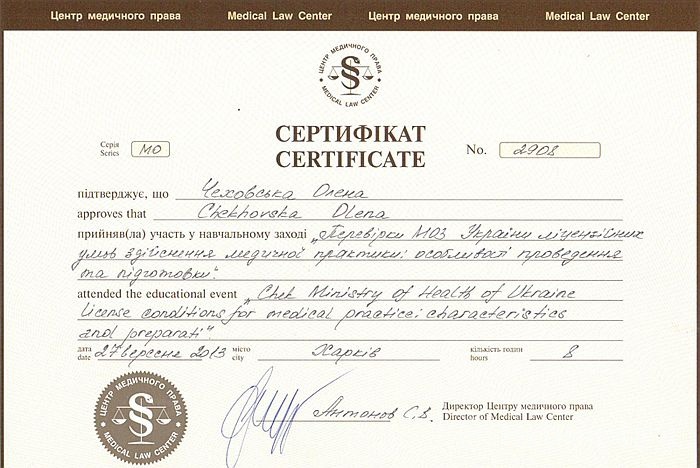 Центр медичного права Medical Law Center Центр медичного права Medical Law Center
ЦЕНТР МЕДИЧНОГО ПРАВА
MEDICAL LAW CENTER
СЕРТИФІКАТ
CERTIFICATE
Серія
Series МО
No. 2908
підтверджує, що Чеховська Олена
approves that Chekhovska Olena
прийняв(ла) участь у навчальному заході „Перевірки МОЗ України ліцензійних
умов здійснення медичної практики: особливості проведення
та підготовки".
attended the educational event „Chek Ministry of Health of Ukraine
license conditions for medical practice: characteristics
and preparati"
дата
date 27 вересня 2013
місто
city Харків
кількість годин
hours 8
ЦЕНТР МЕДИЧНОГО ПРАВА
MEDICAL LAW CENTER
Антонов С.В.
Директор Центру медичного права
Director of Medical Law Center